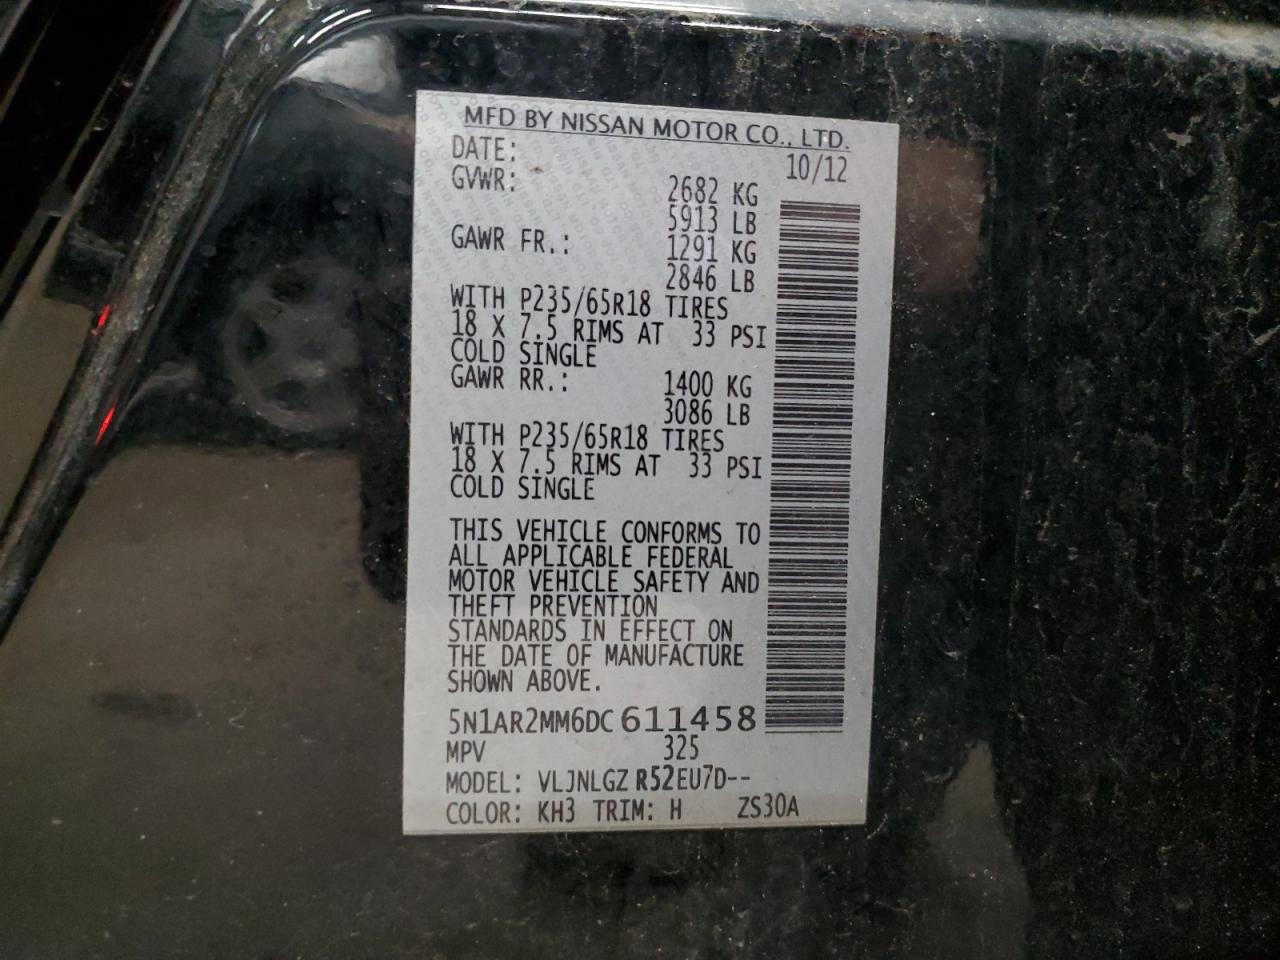 MFD BY NISSAN MOTOR CO., LTD.
DATE: 10/12
GVWR: 2682 KG
5913 LB
GAWR FR.: 1291 KG
2846 LB
WITH P235/65R18 TIRES
18 X 7.5 RIMS AT 33 PSI
COLD SINGLE
GAWR RR.: 1400 KG
3086 LB
WITH P235/65R18 TIRES
18 X 7.5 RIMS AT 33 PSI
COLD SINGLE
THIS VEHICLE CONFORMS TO
ALL APPLICABLE FEDERAL
MOTOR VEHICLE SAFETY AND
THEFT PREVENTION
STANDARDS IN EFFECT ON
THE DATE OF MANUFACTURE
SHOWN ABOVE.
5N1AR2MM6DC611458
MPV 325
MODEL: VLJNLGZ R52EU7D--
COLOR: KH3 TRIM: H ZS30A